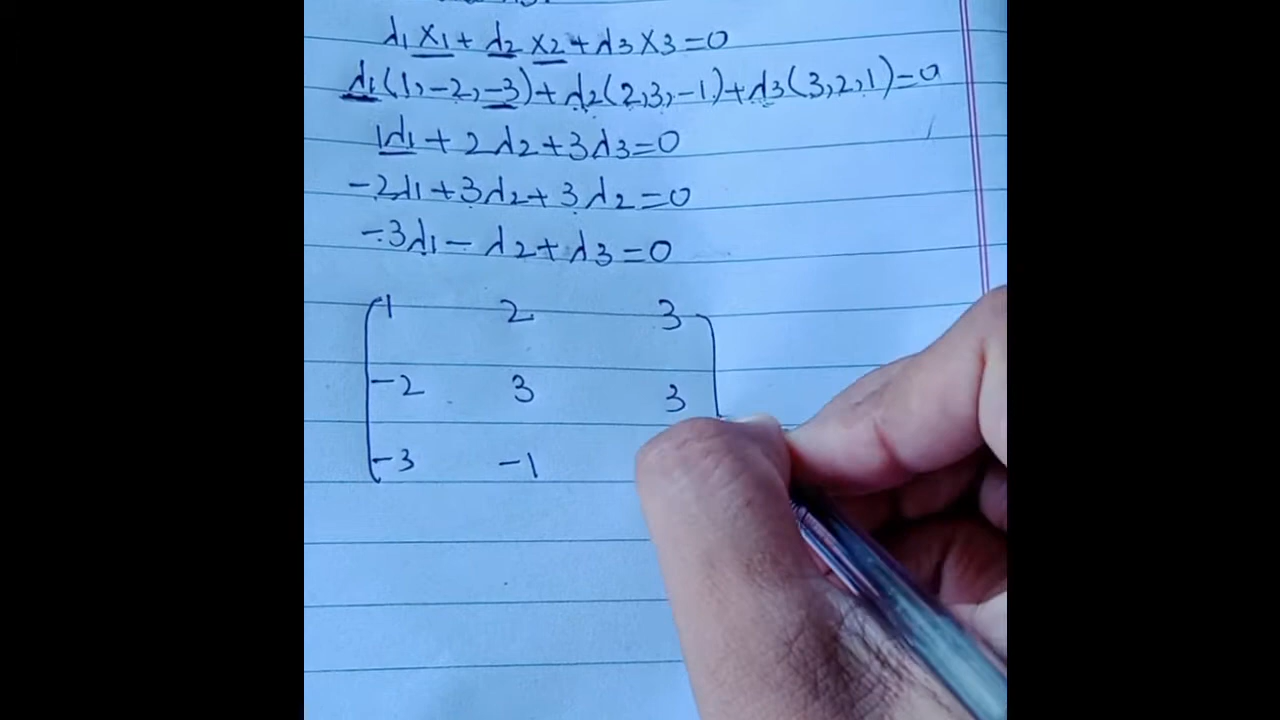 λ1 X1 + λ2 X2 + λ3 X3 = 0
λ1(1, -2, -3) + λ2(2, 3, -1) + λ3(3, 2, 1) = 0
1λ1 + 2λ2 + 3λ3 = 0
-2λ1 + 3λ2 + 3λ2 = 0
-3λ1 - λ2 + λ3 = 0
1 2 3
-2 3 3
-3 -1